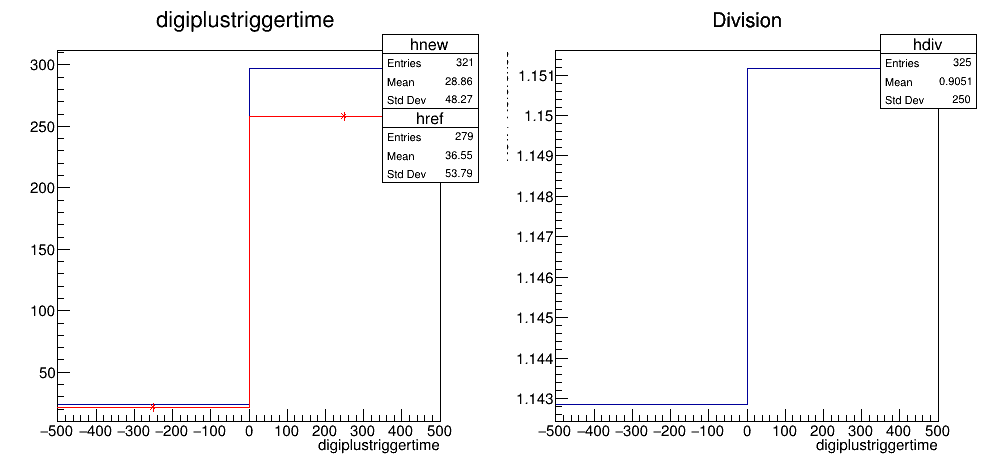 digiplustriggertime
hnew
Entries 321
Mean 28.86
Std Dev 48.27
href
Entries 279
Mean 36.55
Std Dev 53.79
300
250
200
150
100
50
−500 −400 −300 −200 −100 0 100 200 300 400 500
digiplustriggertime
Division
hdiv
Entries 325
Mean 0.9051
Std Dev 250
1.151
1.15
1.149
1.148
1.147
1.146
1.145
1.144
1.143
−500 −400 −300 −200 −100 0 100 200 300 400 500
digiplustriggertime